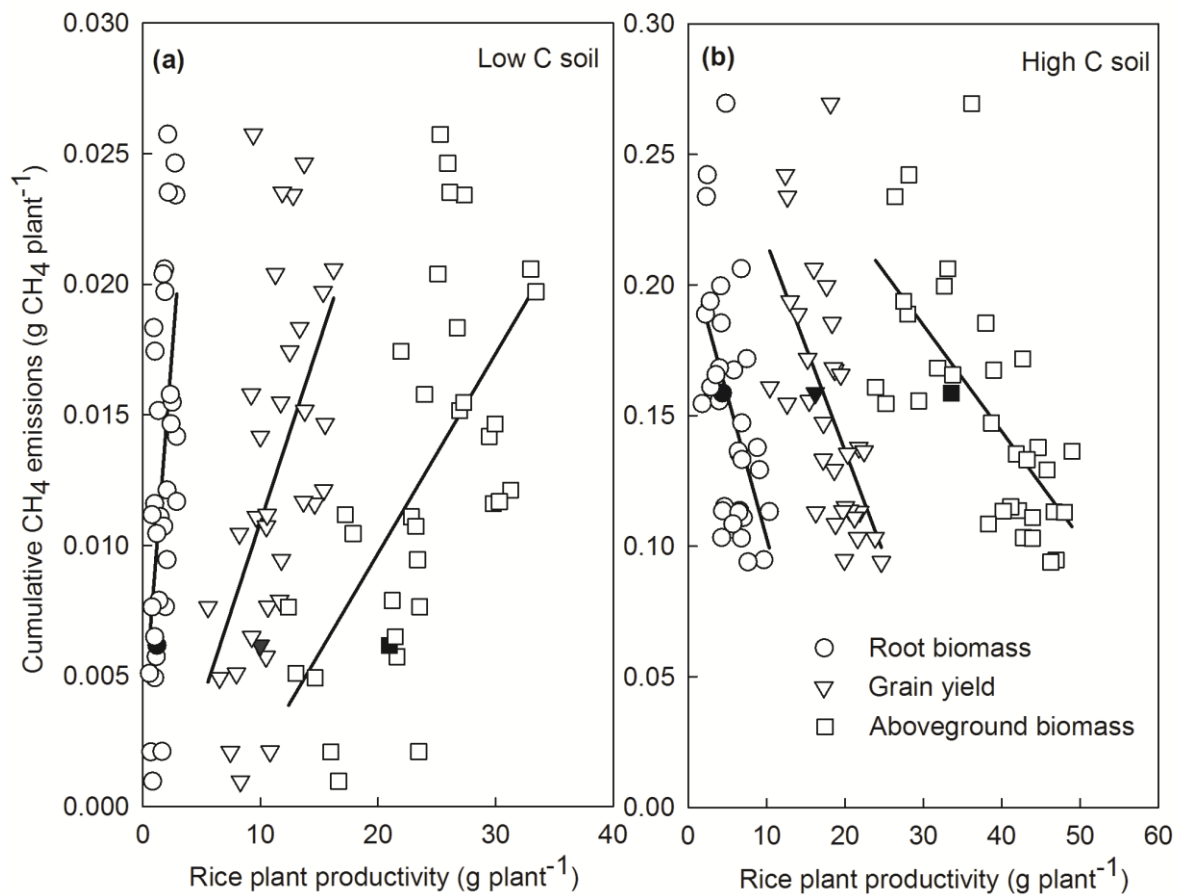 (a)
Low C soil
0.030
0.025
0.020
0.015
0.010
0.005
0.000
0
10
20
30
40
Cumulative CH4 emissions (g CH4 plant-1)
Rice plant productivity (g plant-1)
(b)
High C soil
0.30
0.25
0.20
0.15
0.10
0.05
0.00
0
10
20
30
40
50
60
Root biomass
Grain yield
Aboveground biomass
Rice plant productivity (g plant-1)